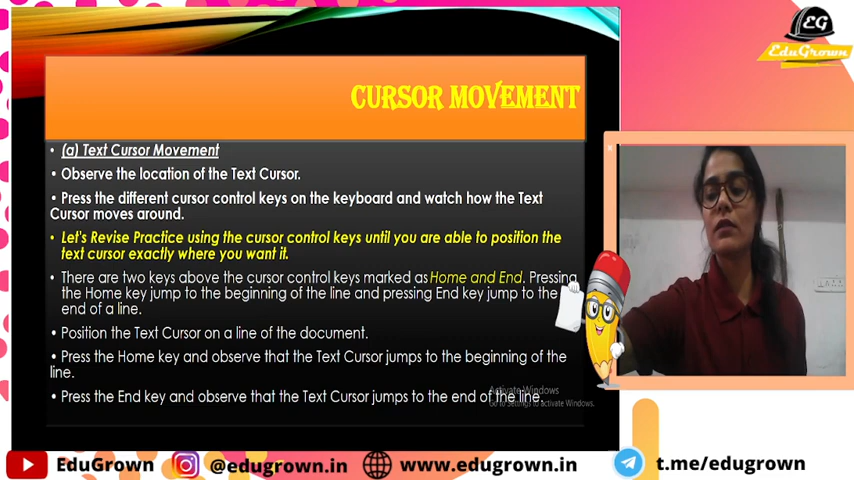 EG
EduGrown
CURSOR MOVEMENT
• (a) Text Cursor Movement
• Observe the location of the Text Cursor.
• Press the different cursor control keys on the keyboard and watch how the Text
Cursor moves around.
• Let's Revise Practice using the cursor control keys until you are able to position the
text cursor exactly where you want it.
• There are two keys above the cursor control keys marked as Home and End. Pressing
the Home key jump to the beginning of the line and pressing End key jump to the
end of a line.
• Position the Text Cursor on a line of the document.
• Press the Home key and observe that the Text Cursor jumps to the beginning of the
line.
• Press the End key and observe that the Text Cursor jumps to the end of the line.
Activate Windows
Go to Settings to activate Windows.
x
EduGrown
@edugrown.in
www.edugrown.in
t.me/edugrown